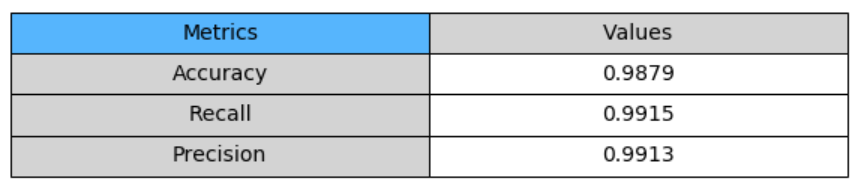 Metrics Values
Accuracy 0.9879
Recall 0.9915
Precision 0.9913